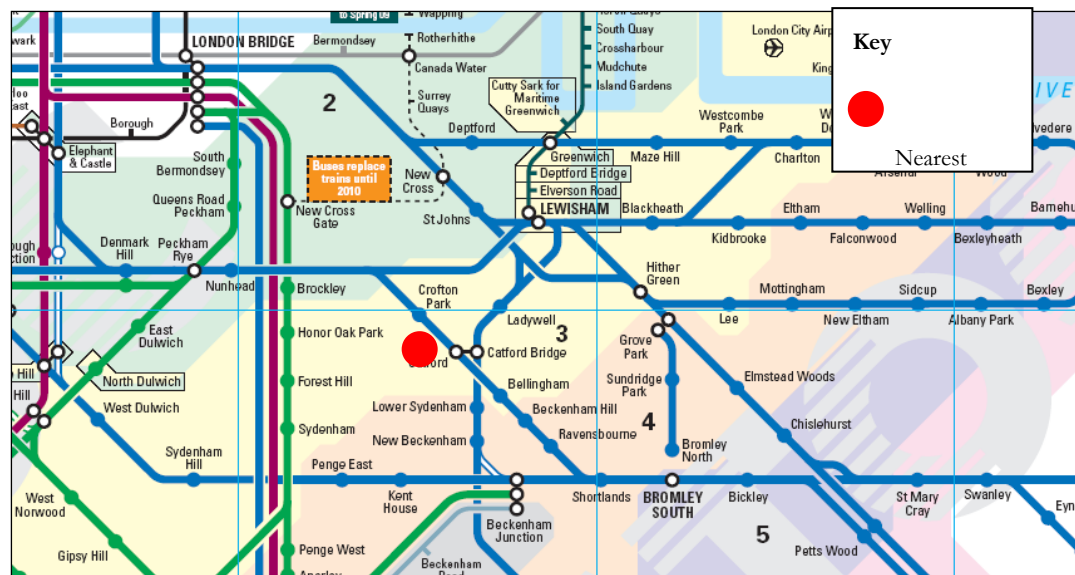 to Spring 09
Wapping
Rotherhithe
South Quay
Crossharbour
Mudchute
Island Gardens
London City Airp
Key
LONDON BRIDGE
Bermondsey
Canada Water
Surrey
Quays
2
Cutty Sark for
Maritime
Greenwich
Borough
Elephant
& Castle
South
Bermondsey
Buses replace
trains until
2010
Deptford
New
Cross
Westcombe
Park
Greenwich
Maze Hill
Charlton
Nearest
Deptford Bridge
Elverson Road
Queens Road
Peckham
New Cross
Gate
St Johns
LEWISHAM
Blackheath
Kidbrooke
Eltham
Falconwood
Welling
Bexleyheath
Denmark
Hill
Peckham
Rye
Nunhead
Brockley
Crofton
Park
Hither
Green
Mottingham
Sidcup
Bexley
Lee
New Eltham
Albany Park
East
Dulwich
Honor Oak Park
Ladywell
3
Grove
Park
Catford Bridge
North Dulwich
Forest Hill
Bellingham
Sundridge
Park
Elmstead Woods
Hill
West Dulwich
Lower Sydenham
Beckenham Hill
4
Chislehurst
Sydenham
New Beckenham
Ravensbourne
Bromley
North
Sydenham
Hill
Penge East
Kent
House
Shortlands
BROMLEY
SOUTH
Bickley
St Mary
Cray
Swanley
West
Norwood
Beckenham
Junction
5
Petts Wood
Gipsy Hill
Penge West
Beckenham